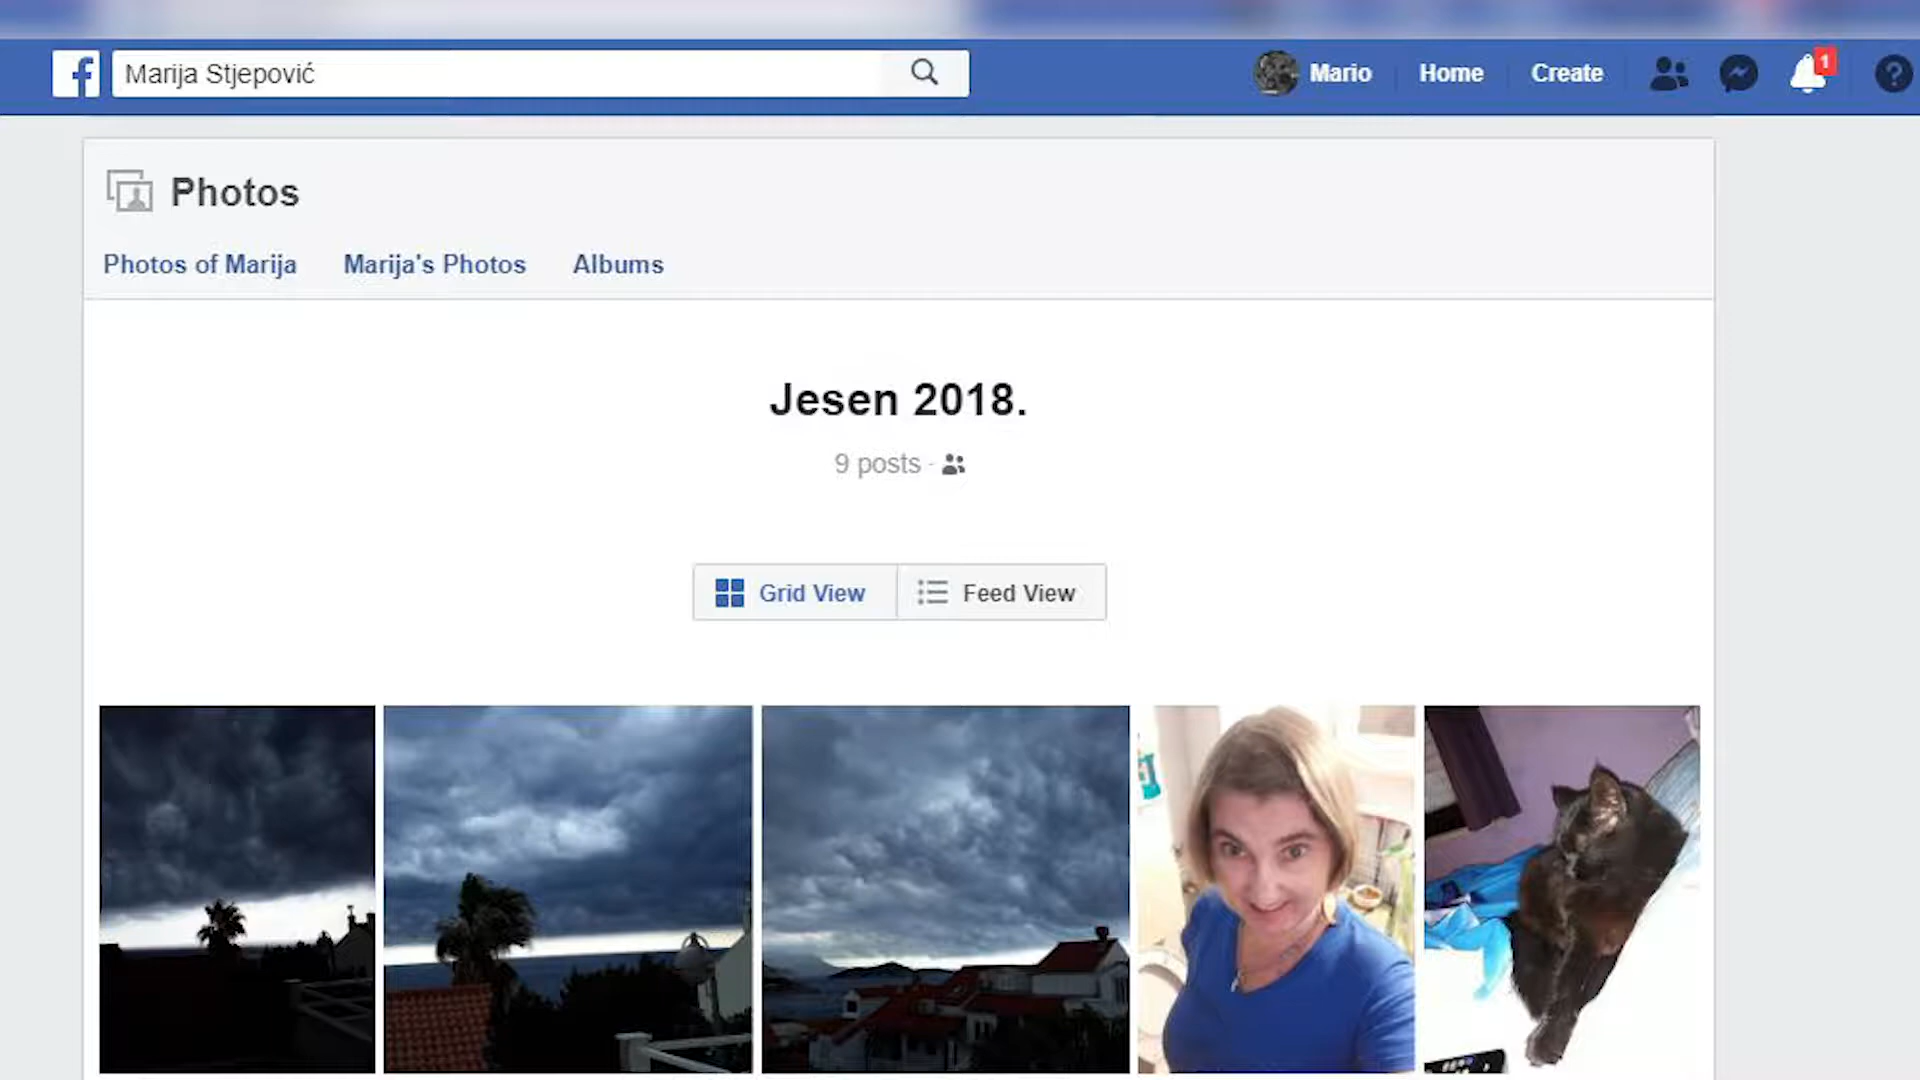 Marija Stjepović
Mario
Home
Create
1
?
Photos
Photos of Marija
Marija's Photos
Albums
Jesen 2018.
9 posts ·
Grid View
Feed View